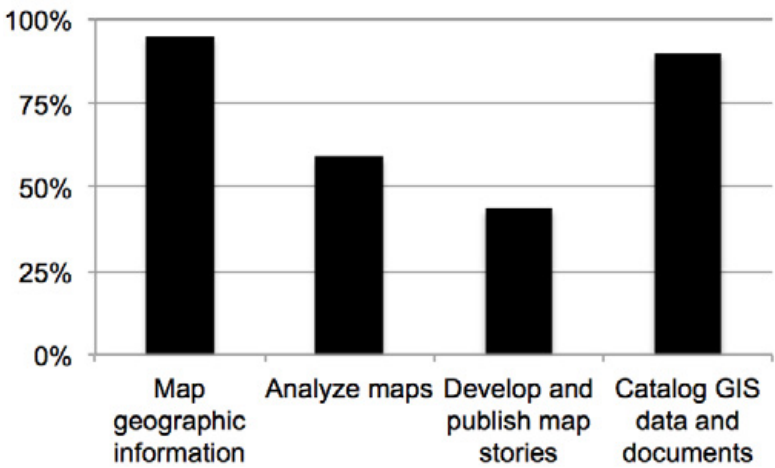 100%
75%
50%
25%
0%
Map
geographic
information
Analyze maps
Develop and
publish map
stories
Catalog GIS
data and
documents